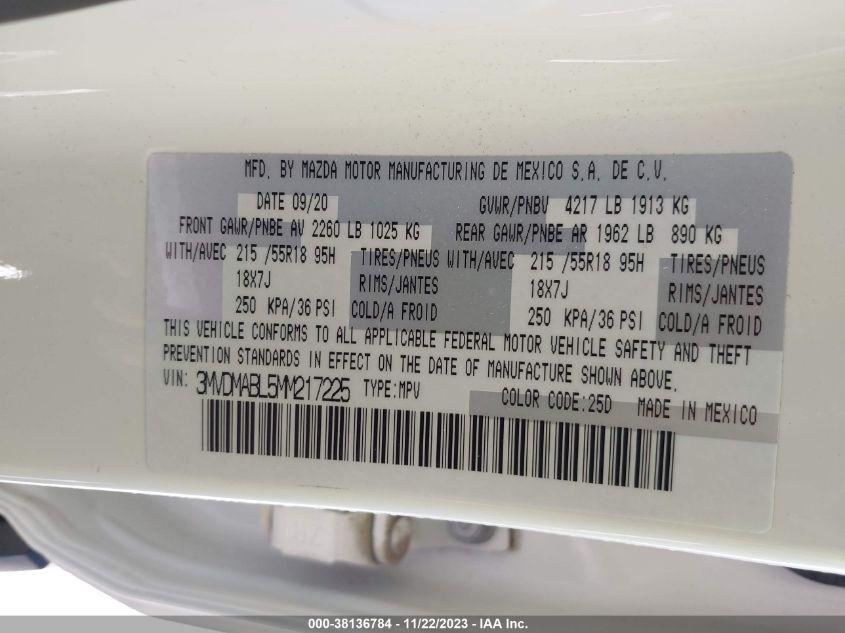 MFD. BY MAZDA MOTOR MANUFACTURING DE MEXICO S.A. DE C.V.
DATE 09/20 GVWR/PNBV 4217 LB 1913 KG
FRONT GAWR/PNBE AV 2260 LB 1025 KG REAR GAWR/PNBE AR 1962 LB 890 KG
WITH/AVEC 215 /55R18 95H TIRES/PNEUS WITH/AVEC 215 /55R18 95H TIRES/PNEUS
18X7J RIMS/JANTES 18X7J RIMS/JANTES
250 KPA/36 PSI COLD/A FROID 250 KPA/36 PSI COLD/A FROID
THIS VEHICLE CONFORMS TO ALL APPLICABLE FEDERAL MOTOR VEHICLE SAFETY AND THEFT
PREVENTION STANDARDS IN EFFECT ON THE DATE OF MANUFACTURE SHOWN ABOVE.
VIN: 3MVDMABL5MM217225 TYPE:MPV COLOR CODE:25D MADE IN MEXICO
000-38136784 - 11/22/2023 - IAA Inc.